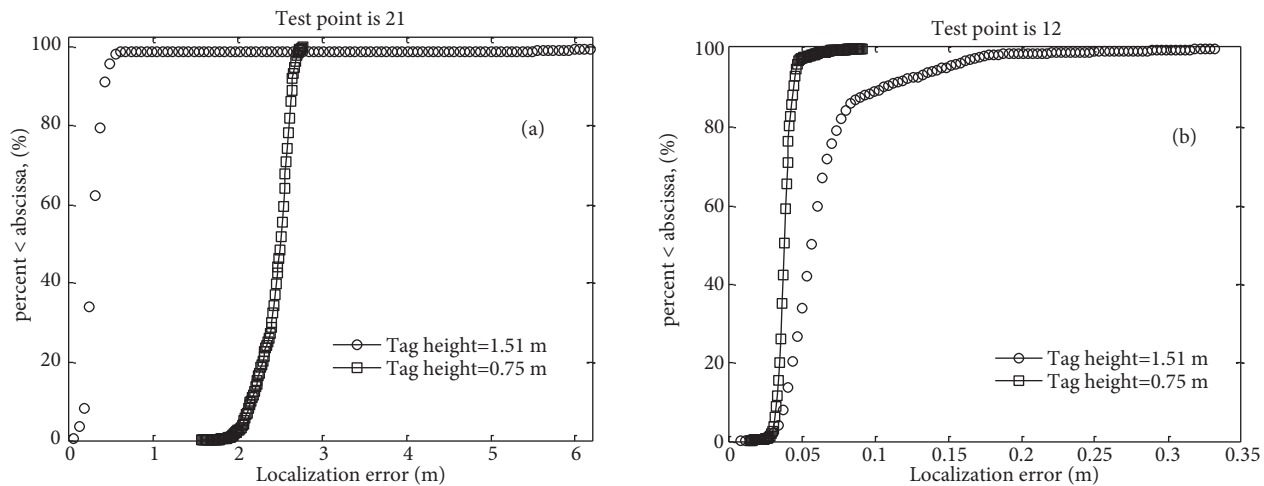 Test point is 21
100
80
60
40
20
0
percent < abscissa, (%)
(a)
Tag height=1.51 m
Tag height=0.75 m
0 1 2 3 4 5 6
Localization error (m)
Test point is 12
100
80
60
40
20
0
percent < abscissa, (%)
(b)
Tag height=1.51 m
Tag height=0.75 m
0 0.05 0.1 0.15 0.2 0.25 0.3 0.35
Localization error (m)